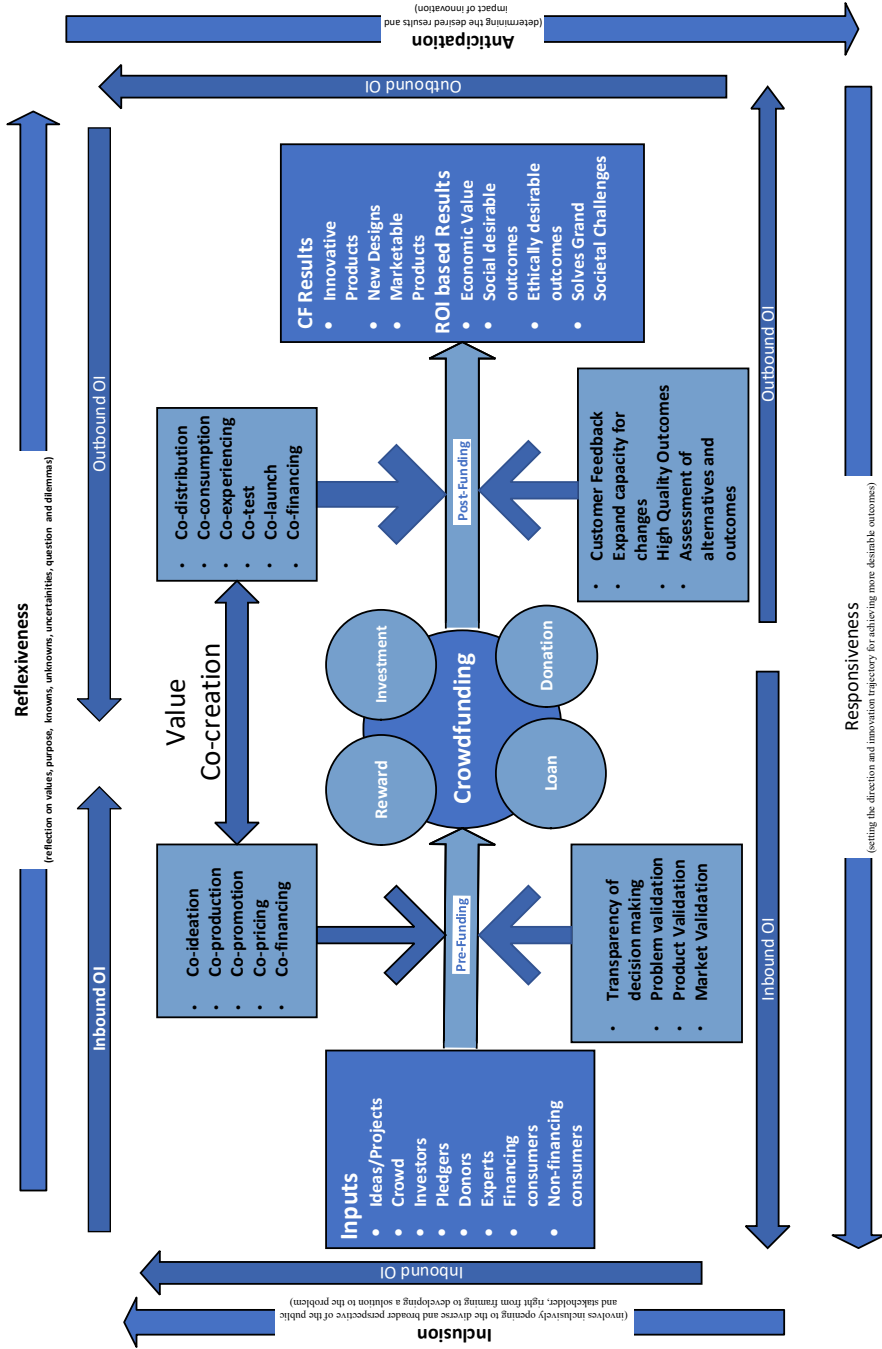 Reflexiveness
(reflection on values, purpose, knowns, unknowns, uncertainities, question and dilemmas)
Inbound OI
Outbound OI
Inclusion
(involves inclusively opening to the diverse and broader perspective of the public
and stakeholder, right from framing to developing a solution to the problem)
Inbound OI
• Co-ideation
• Co-production
• Co-promotion
• Co-pricing
• Co-financing
Value
Co-creation
• Co-distribution
• Co-consumption
• Co-experiencing
• Co-test
• Co-launch
• Co-financing
Inputs
• Ideas/Projects
• Crowd
• Investors
• Pledgers
• Donors
• Experts
• Financing
consumers
• Non-financing
consumers
Pre-Funding
Reward
Investment
Crowdfunding
Loan
Donation
Post-Funding
CF Results
• Innovative
Products
• New Designs
• Marketable
Products
ROI based Results
• Economic Value
• Social desirable
outcomes
• Ethically desirable
outcomes
• Solves Grand
Societal Challenges
• Transparency of
decision making
• Problem validation
• Product Validation
• Market Validation
• Customer Feedback
• Expand capacity for
changes
• High Quality Outcomes
• Assessment of
alternatives and
outcomes
Outbound OI
Anticipation
(determining the desired results and
impact of innovation)
Inbound OI
Outbound OI
Responsiveness
(setting the direction and innovation trajectory for achieving more desirable outcomes)